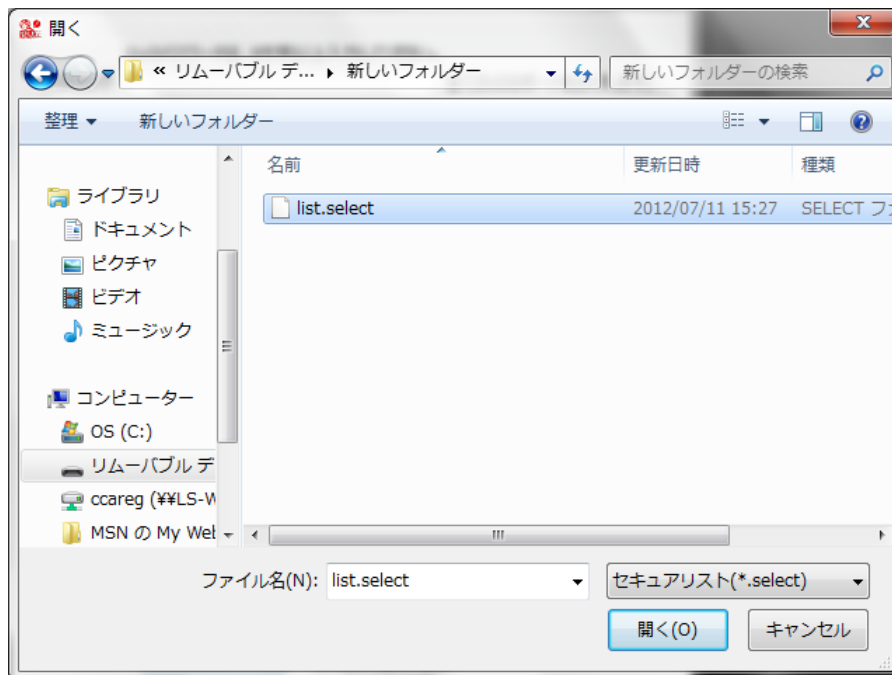 開く
« リムーバブル デ... ▸ 新しいフォルダー
新しいフォルダーの検索
整理 ▼ 新しいフォルダー
名前 更新日時 種類
list.select 2012/07/11 15:27 SELECT フ
ライブラリ
ドキュメント
ピクチャ
ビデオ
ミュージック
コンピューター
OS (C:)
リムーバブル デ
ccareg (¥¥LS-W
MSN の My Web
ファイル名(N): list.select セキュアリスト(*.select)
開く(O) キャンセル